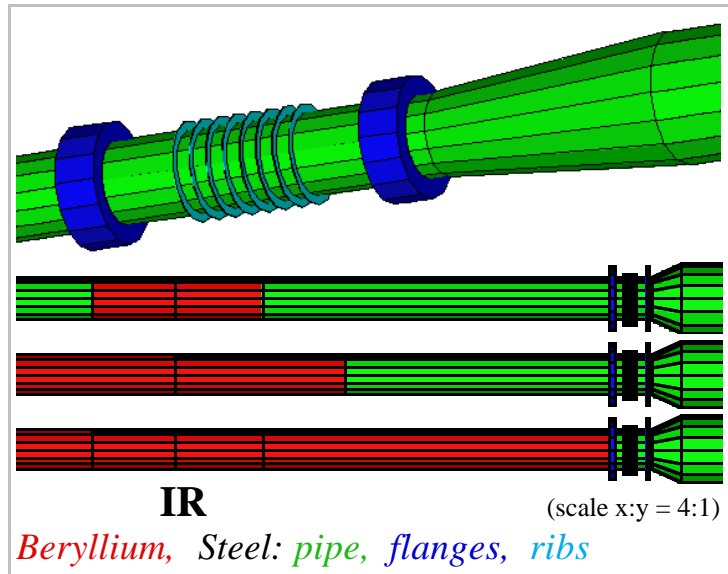 IR
(scale x:y = 4:1)
Beryllium, Steel: pipe, flanges, ribs